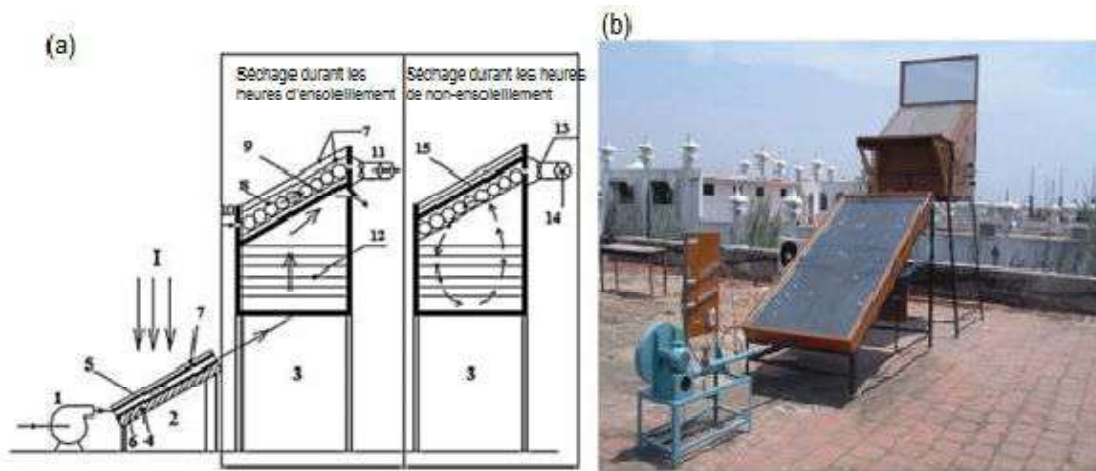 (a)
Séchage durant les
heures d'ensoleillement
Séchage durant les heures
de non-ensoleillement
7
9
11
8
10
12
3
15
13
14
3
I
7
5
1
2
6
4
(b)